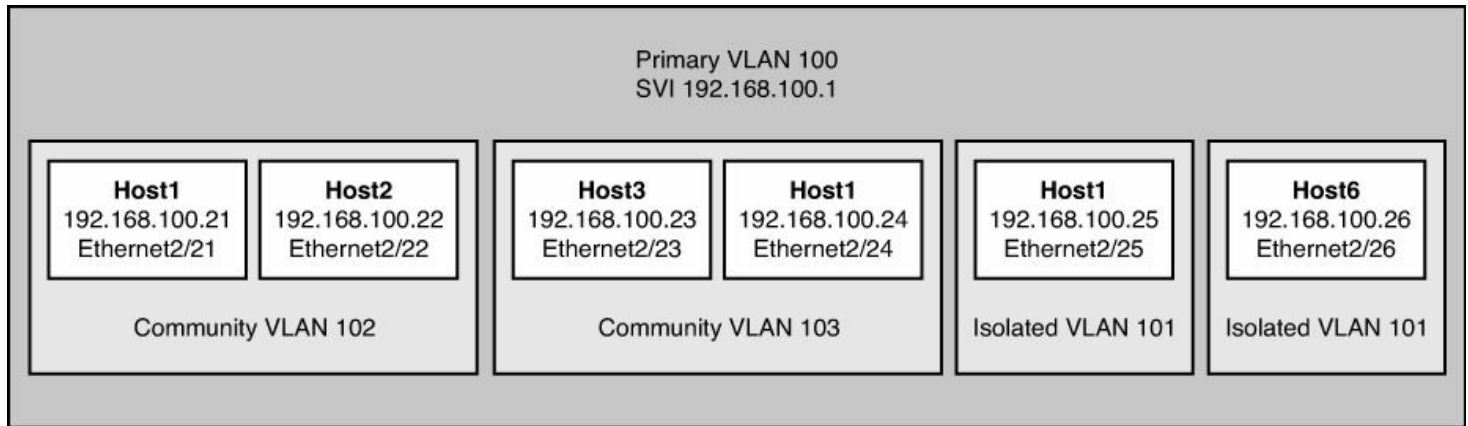 Primary VLAN 100
SVI 192.168.100.1
Host1
192.168.100.21
Ethernet2/21
Host2
192.168.100.22
Ethernet2/22
Community VLAN 102
Host3
192.168.100.23
Ethernet2/23
Host1
192.168.100.24
Ethernet2/24
Community VLAN 103
Host1
192.168.100.25
Ethernet2/25
Isolated VLAN 101
Host6
192.168.100.26
Ethernet2/26
Isolated VLAN 101